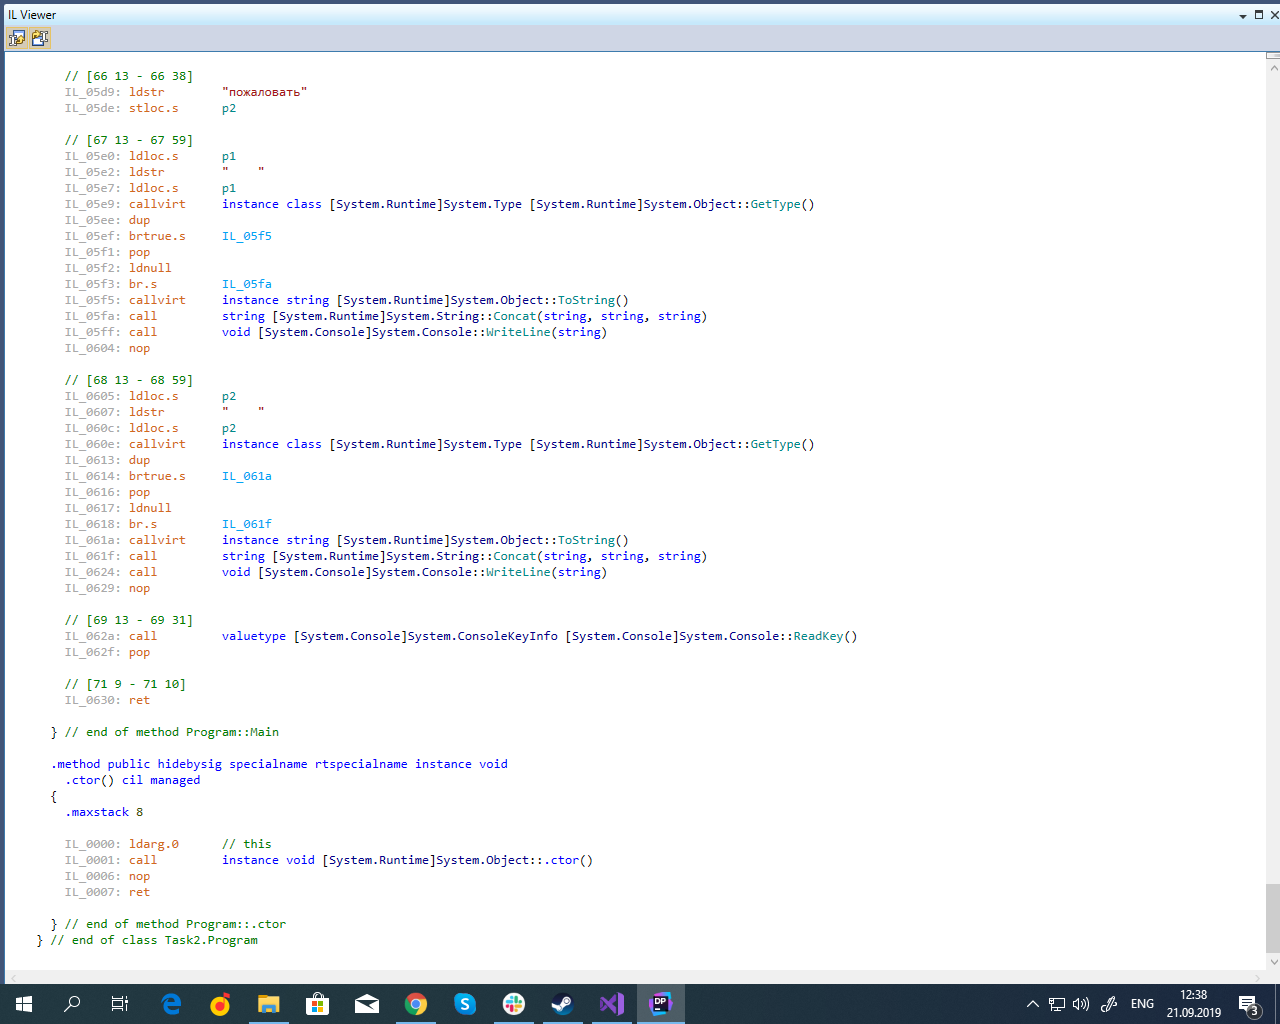 IL Viewer
// [66 13 - 66 38]
IL_05d9: ldstr "пожаловать"
IL_05de: stloc.s p2
// [67 13 - 67 59]
IL_05e0: ldloc.s p1
IL_05e2: ldstr "    "
IL_05e7: ldloc.s p1
IL_05e9: callvirt instance class [System.Runtime]System.Type [System.Runtime]System.Object::GetType()
IL_05ee: dup
IL_05ef: brtrue.s IL_05f5
IL_05f1: pop
IL_05f2: ldnull
IL_05f3: br.s IL_05fa
IL_05f5: callvirt instance string [System.Runtime]System.Object::ToString()
IL_05fa: call string [System.Runtime]System.String::Concat(string, string, string)
IL_05ff: call void [System.Console]System.Console::WriteLine(string)
IL_0604: nop
// [68 13 - 68 59]
IL_0605: ldloc.s p2
IL_0607: ldstr "    "
IL_060c: ldloc.s p2
IL_060e: callvirt instance class [System.Runtime]System.Type [System.Runtime]System.Object::GetType()
IL_0613: dup
IL_0614: brtrue.s IL_061a
IL_0616: pop
IL_0617: ldnull
IL_0618: br.s IL_061f
IL_061a: callvirt instance string [System.Runtime]System.Object::ToString()
IL_061f: call string [System.Runtime]System.String::Concat(string, string, string)
IL_0624: call void [System.Console]System.Console::WriteLine(string)
IL_0629: nop
// [69 13 - 69 31]
IL_062a: call valuetype [System.Console]System.ConsoleKeyInfo [System.Console]System.Console::ReadKey()
IL_062f: pop
// [71 9 - 71 10]
IL_0630: ret
} // end of method Program::Main
.method public hidebysig specialname rtspecialname instance void
.ctor() cil managed
{
.maxstack 8
IL_0000: ldarg.0 // this
IL_0001: call instance void [System.Runtime]System.Object::.ctor()
IL_0006: nop
IL_0007: ret
} // end of method Program::.ctor
} // end of class Task2.Program
DP
ENG
12:38
21.09.2019
3